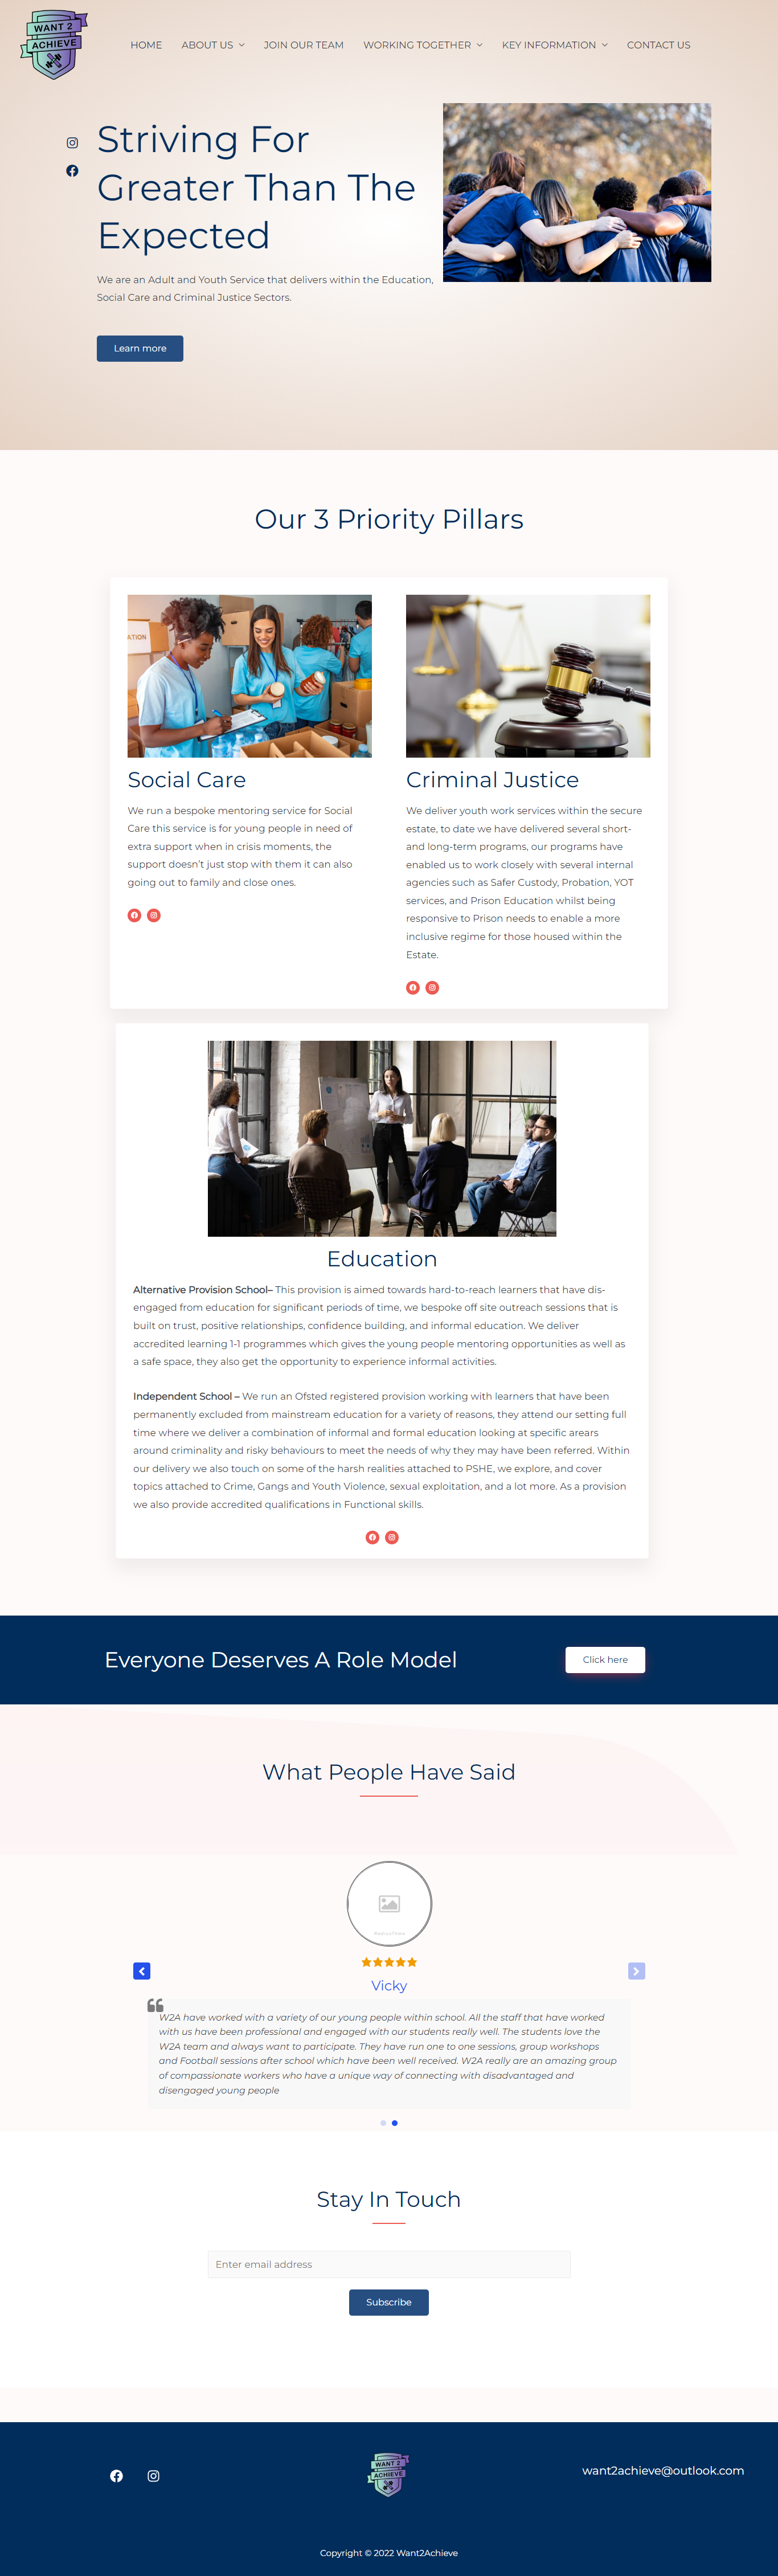 WANT 2
ACHIEVE
HOME
ABOUT US
JOIN OUR TEAM
WORKING TOGETHER
KEY INFORMATION
CONTACT US
Striving For
Greater Than The
Expected
We are an Adult and Youth Service that delivers within the Education,
Social Care and Criminal Justice Sectors.
Learn more
Our 3 Priority Pillars
Social Care
We run a bespoke mentoring service for Social
Care this service is for young people in need of
extra support when in crisis moments, the
support doesn’t just stop with them it can also
going out to family and close ones.
Criminal Justice
We deliver youth work services within the secure
estate, to date we have delivered several short-
and long-term programs, our programs have
enabled us to work closely with several internal
agencies such as Safer Custody, Probation, YOT
services, and Prison Education whilst being
responsive to Prison needs to enable a more
inclusive regime for those housed within the
Estate.
Education
Alternative Provision School– This provision is aimed towards hard-to-reach learners that have dis-
engaged from education for significant periods of time, we bespoke off site outreach sessions that is
built on trust, positive relationships, confidence building, and informal education. We deliver
accredited learning 1-1 programmes which gives the young people mentoring opportunities as well as
a safe space, they also get the opportunity to experience informal activities.
Independent School – We run an Ofsted registered provision working with learners that have been
permanently excluded from mainstream education for a variety of reasons, they attend our setting full
time where we deliver a combination of informal and formal education looking at specific arears
around criminality and risky behaviours to meet the needs of why they may have been referred. Within
our delivery we also touch on some of the harsh realities attached to PSHE, we explore, and cover
topics attached to Crime, Gangs and Youth Violence, sexual exploitation, and a lot more. As a provision
we also provide accredited qualifications in Functional skills.
Everyone Deserves A Role Model
Click here
What People Have Said
Vicky
W2A have worked with a variety of our young people within school. All the staff that have worked
with us have been professional and engaged with our students really well. The students love the
W2A team and always want to participate. They have run one to one sessions, group workshops
and Football sessions after school which have been well received. W2A really are an amazing group
of compassionate workers who have a unique way of connecting with disadvantaged and
disengaged young people
Stay In Touch
Enter email address
Subscribe
WANT 2
ACHIEVE
want2achieve@outlook.com
Copyright © 2022 Want2Achieve